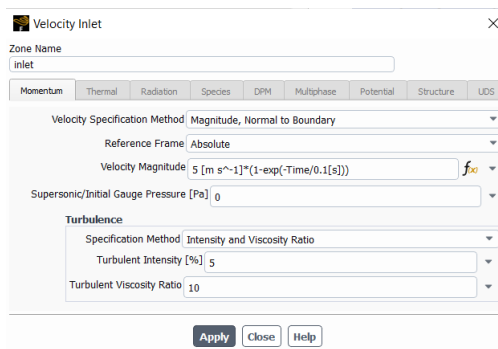 Velocity Inlet
Zone Name
inlet
Momentum Thermal Radiation Species DPM Multiphase Potential Structure UDS
Velocity Specification Method Magnitude, Normal to Boundary
Reference Frame Absolute
Velocity Magnitude 5 [m s^-1]*(1-exp(-Time/0.1[s])) f(x)
Supersonic/Initial Gauge Pressure [Pa] 0
Turbulence
Specification Method Intensity and Viscosity Ratio
Turbulent Intensity [%] 5
Turbulent Viscosity Ratio 10
Apply Close Help